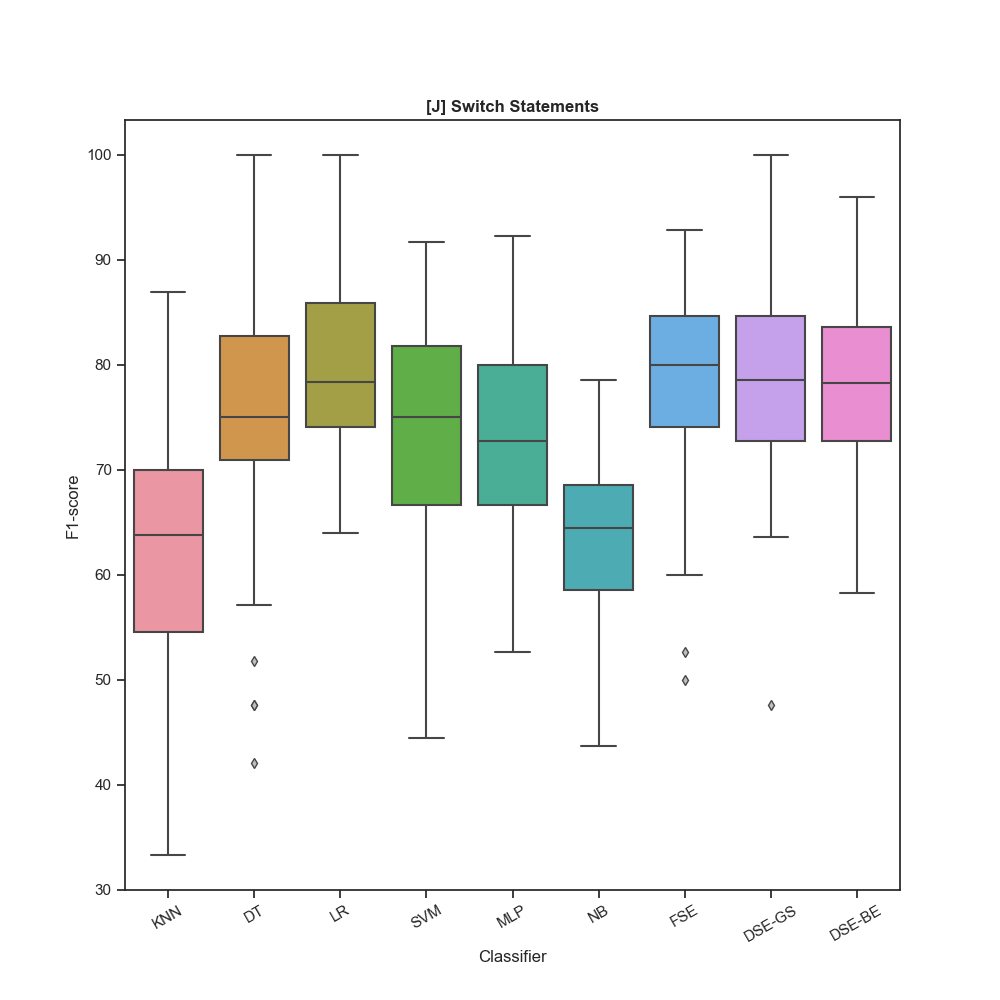 [J] Switch Statements
100
90
80
70
60
50
40
30
F1-score
KNN
DT
LR
SVM
MLP
NB
FSE
DSE-GS
DSE-BE
Classifier